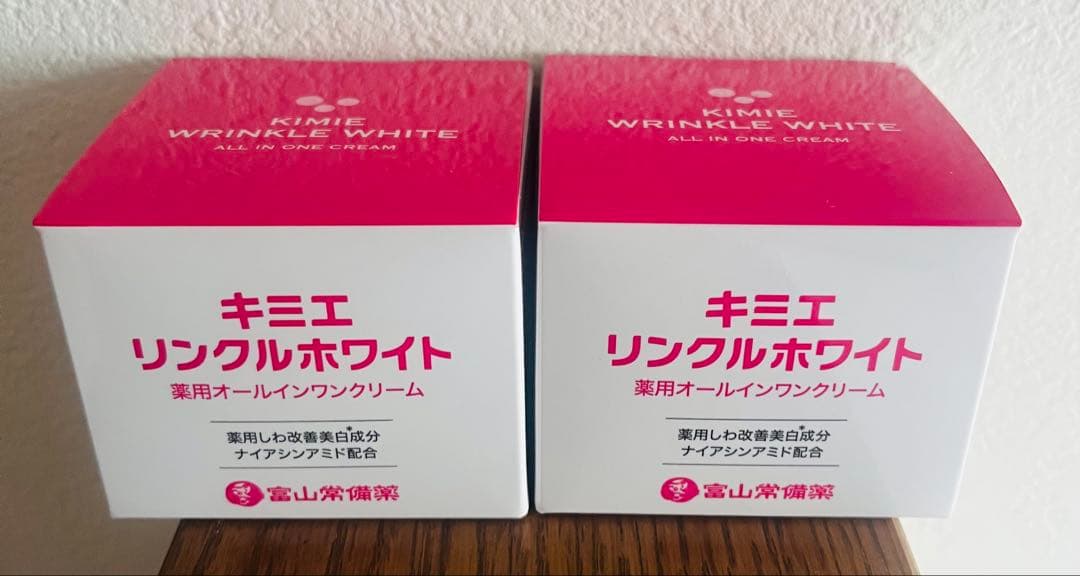 KIMIE
WRINKLE WHITE
ALL IN ONE CREAM
キミエ
リンクルホワイト
薬用オールインワンクリーム
薬用しわ改善美白*成分
ナイアシンアミド配合
富山常備薬
KIMIE
WRINKLE WHITE
ALL IN ONE CREAM
キミエ
リンクルホワイト
薬用オールインワンクリーム
薬用しわ改善美白*成分
ナイアシンアミド配合
富山常備薬